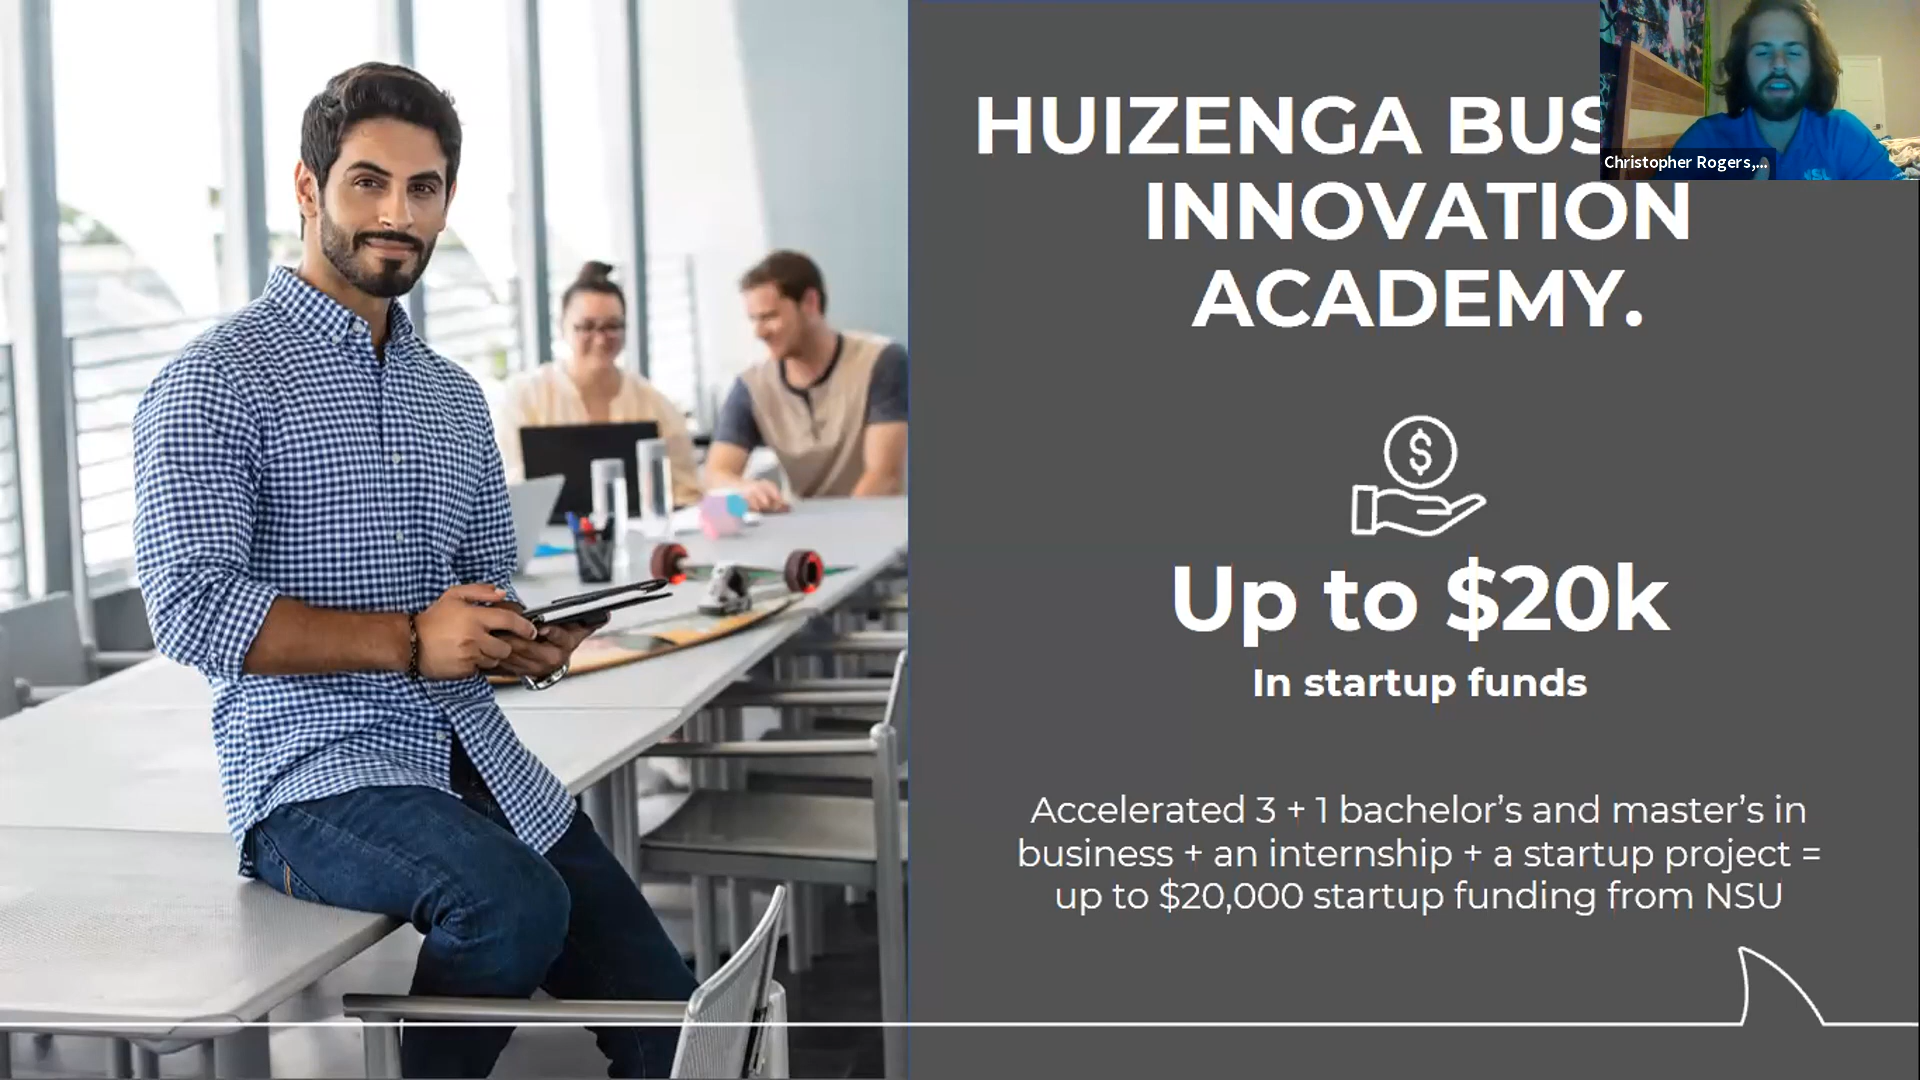 HUIZENGA BUS
INNOVATION
ACADEMY.
$
Up to $20k
In startup funds
Accelerated 3 + 1 bachelor's and master's in
business + an internship + a startup project =
up to $20,000 startup funding from NSU
Christopher Rogers,...